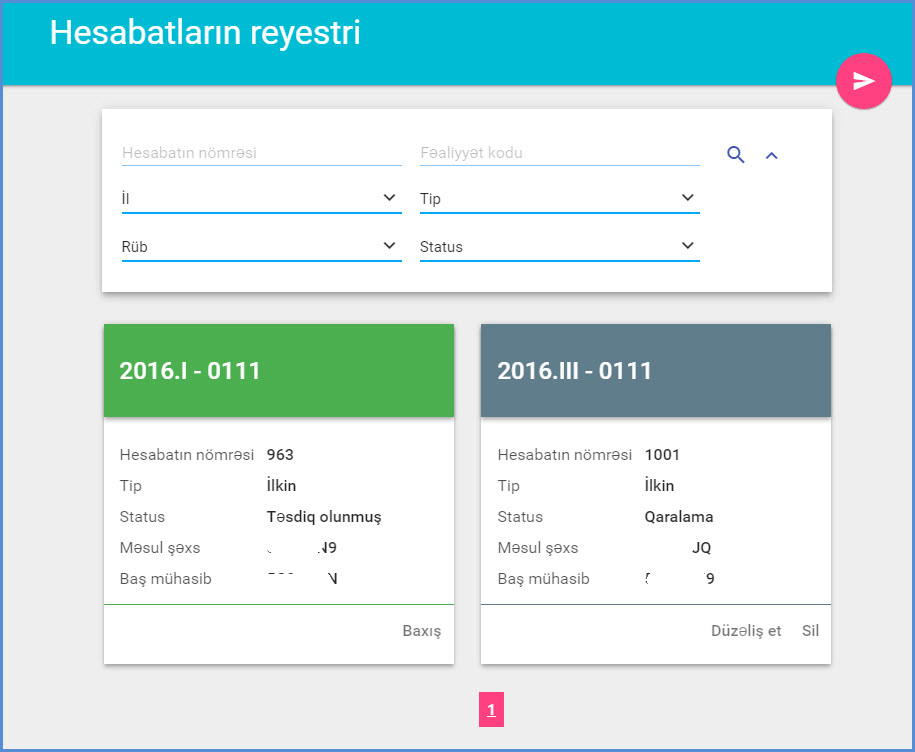 Hesabatların reyestri
Hesabatın nömrəsi Fəaliyyət kodu
İl Tip
Rüb Status
2016.I - 0111
Hesabatın nömrəsi 963
Tip İlkin
Status Təsdiq olunmuş
Məsul şəxs
Baş mühasib
Baxış
2016.III - 0111
Hesabatın nömrəsi 1001
Tip İlkin
Status Qaralama
Məsul şəxs JQ
Baş mühasib 9
Düzəliş et Sil
1